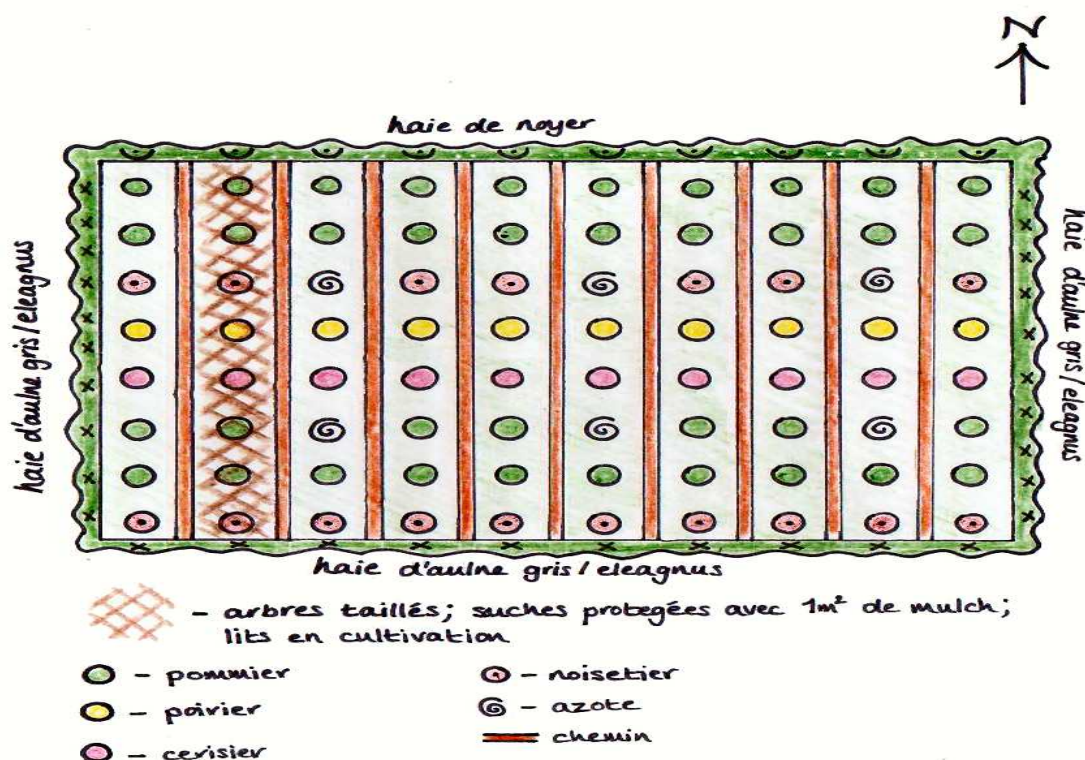 N
haie de noyer
haie d'aulne gris/eleagnus
haie d'aulne gris/eleagnus
haie d'aulne gris/eleagnus
- arbres taillés; suches protegées avec 1m² de mulch;
lits en cultivation
- pommier
- poirier
- cerisier
- noisetier
- azote
- chemin